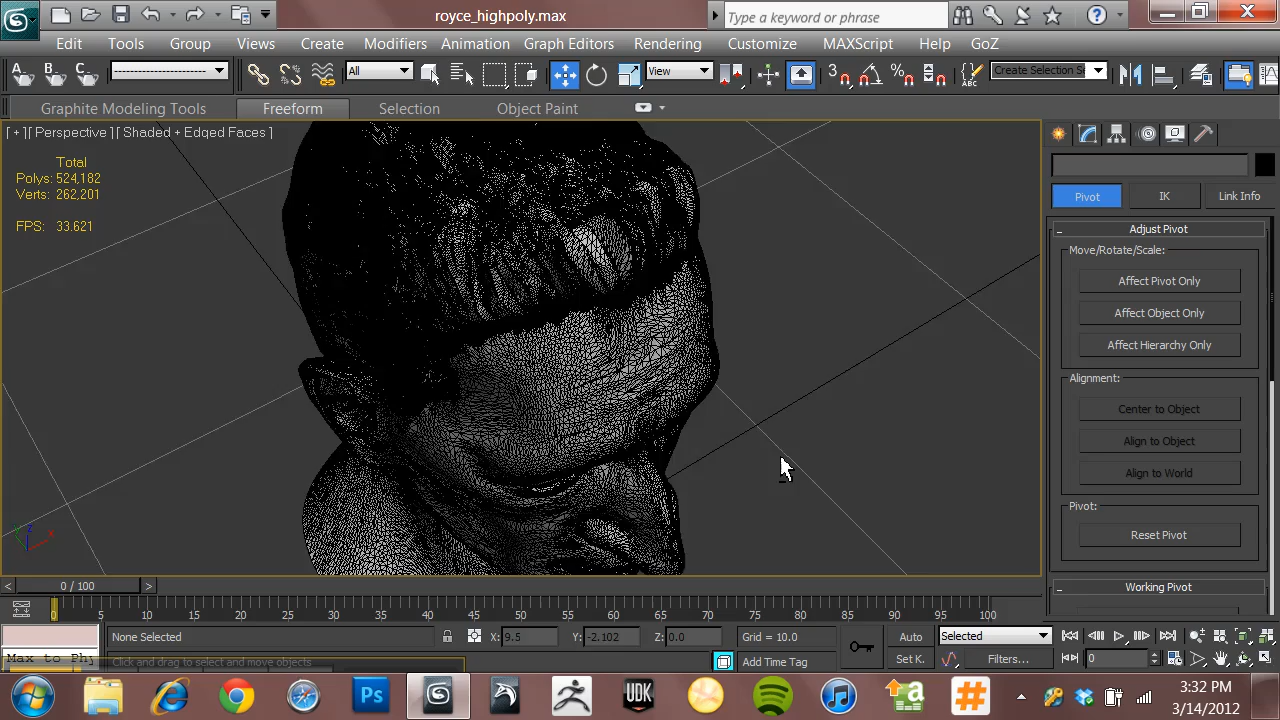 royce_highpoly.max
Type a keyword or phrase
Edit Tools Group Views Create Modifiers Animation Graph Editors Rendering Customize MAXScript Help GoZ
A B C ---------------------- All View 3 % ABC Create Selection Se
Graphite Modeling Tools Freeform Selection Object Paint
[ + ][ Perspective ][ Shaded + Edged Faces ]
Total
Polys: 524,182
Verts: 262,201
FPS: 33.621
Pivot IK Link Info
Adjust Pivot
Move/Rotate/Scale:
Affect Pivot Only
Affect Object Only
Affect Hierarchy Only
Alignment:
Center to Object
Align to Object
Align to World
Pivot:
Reset Pivot
Working Pivot
z
x
< 0 / 100 >
0 5 10 15 20 25 30 35 40 45 50 55 60 65 70 75 80 85 90 95 100
None Selected X: 9.5 Y: -2.102 Z: 0.0 Grid = 10.0 Auto Selected
Max to Phy Click and drag to select and move objects Add Time Tag Set K. Filters... 0
Ps UDK a #
3:32 PM
3/14/2012